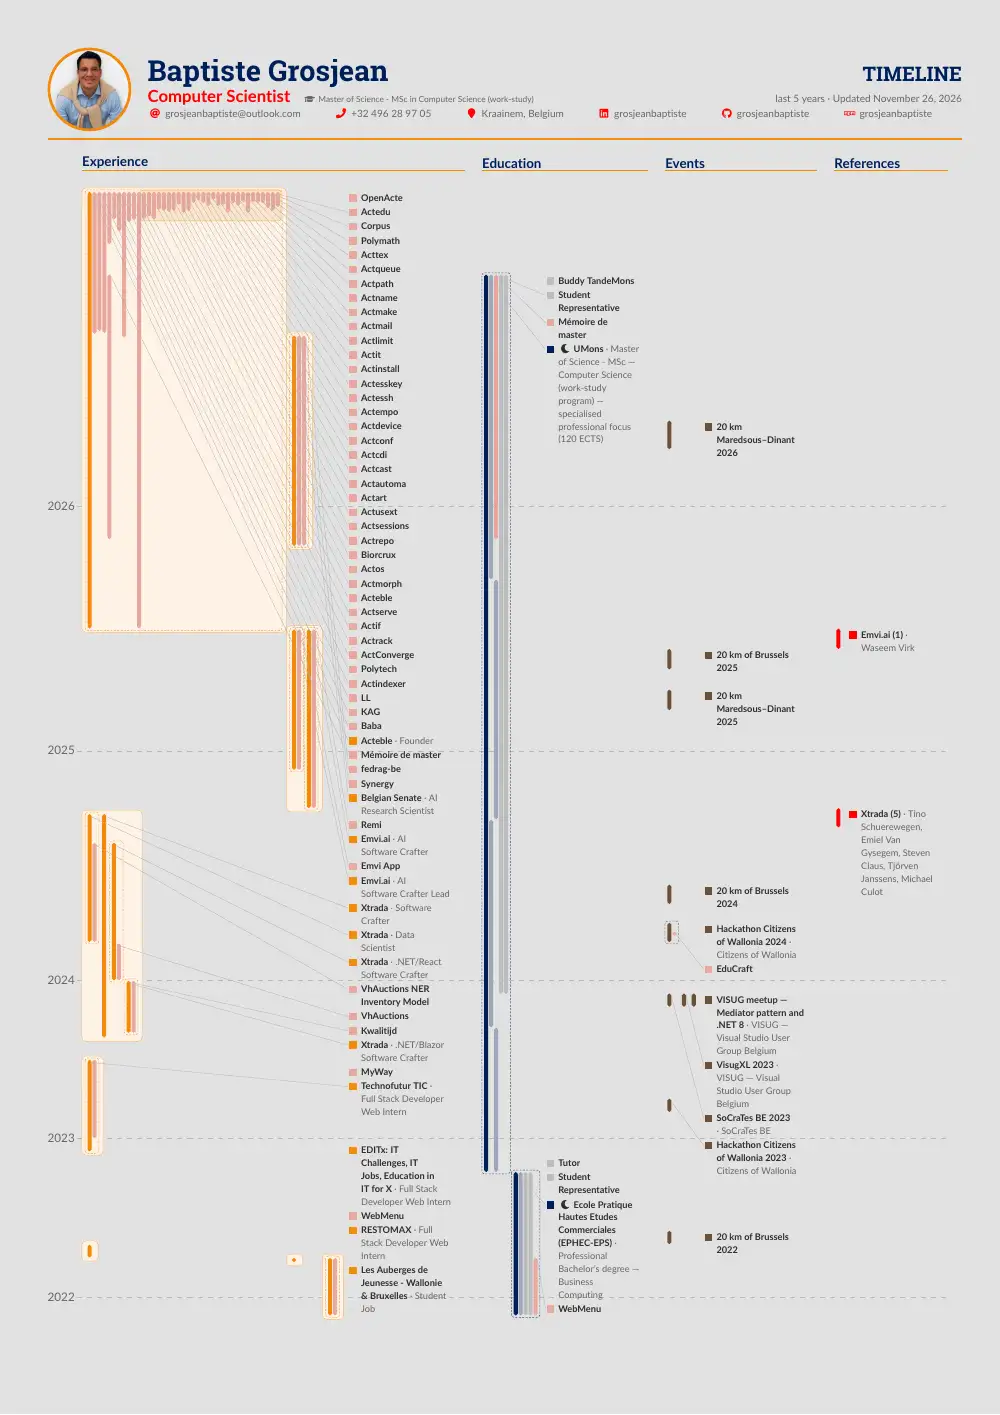 Baptiste Grosjean
TIMELINE
Computer Scientist
Master of Science - MSc in Computer Science (work-study)
last 5 years · Updated November 26, 2026
grosjeanbaptiste@outlook.com
+32 496 28 97 05
Kraainem, Belgium
grosjeanbaptiste
grosjeanbaptiste
grosjeanbaptiste
Experience
OpenActe
Actedu
Corpus
Polymath
Acttex
Actqueue
Actpath
Actname
Actmake
Actmail
Actlimit
Actit
Actinstall
Actesskey
Actessh
Actempo
Actdevice
Actconf
Actcdi
Actcast
Actautoma
Actart
Actusext
Actsessions
Actrepo
Biorcrux
Actos
Actmorph
Acteble
Actserve
Actif
Actrack
ActConverge
Polytech
Actindexer
LL
KAG
Baba
Acteble · Founder
Mémoire de master
fedrag-be
Synergy
Belgian Senate · AI
Research Scientist
Remi
Emvi.ai · AI
Software Crafter
Emvi App
Emvi.ai · AI
Software Crafter Lead
Xtrada · Software
Crafter
Xtrada · Data
Scientist
Xtrada · .NET/React
Software Crafter
VhAuctions NER
Inventory Model
VhAuctions
Kwalitijd
Xtrada · .NET/Blazor
Software Crafter
MyWay
Technofutur TIC ·
Full Stack Developer
Web Intern
EDITx: IT
Challenges, IT
Jobs, Education in
IT for X · Full Stack
Developer Web Intern
WebMenu
RESTOMAX · Full
Stack Developer Web
Intern
Les Auberges de
Jeunesse - Wallonie
& Bruxelles · Student
Job
2026
2025
2024
2023
2022
Education
Buddy TandeMons
Student
Representative
Mémoire de
master
UMons · Master
of Science - MSc —
Computer Science
(work-study
program) —
specialised
professional focus
(120 ECTS)
Tutor
Student
Representative
Ecole Pratique
Hautes Etudes
Commerciales
(EPHEC-EPS) ·
Professional
Bachelor's degree —
Business
Computing
WebMenu
Events
20 km
Maredsous–Dinant
2026
20 km of Brussels
2025
20 km
Maredsous–Dinant
2025
20 km of Brussels
2024
Hackathon Citizens
of Wallonia 2024 ·
Citizens of Wallonia
EduCraft
VISUG meetup —
Mediator pattern and
.NET 8 · VISUG —
Visual Studio User
Group Belgium
VisugXL 2023 ·
VISUG — Visual
Studio User Group
Belgium
SoCraTes BE 2023
· SoCraTes BE
Hackathon Citizens
of Wallonia 2023 ·
Citizens of Wallonia
20 km of Brussels
2022
References
Emvi.ai (1) ·
Waseem Virk
Xtrada (5) · Tino
Schuerewegen,
Emiel Van
Gysegem, Steven
Claus, Tjörven
Janssens, Michael
Culot